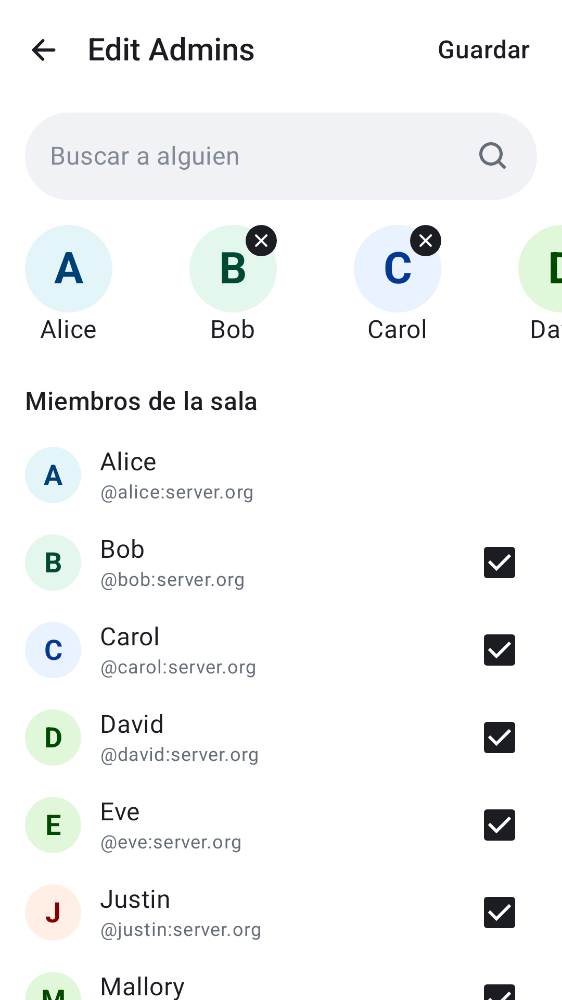 Edit Admins
Guardar
Buscar a alguien
A
B
C
D
Alice
Bob
Carol
Da
Miembros de la sala
A
Alice
@alice:server.org
B
Bob
@bob:server.org
C
Carol
@carol:server.org
D
David
@david:server.org
E
Eve
@eve:server.org
J
Justin
@justin:server.org
M
Mallory